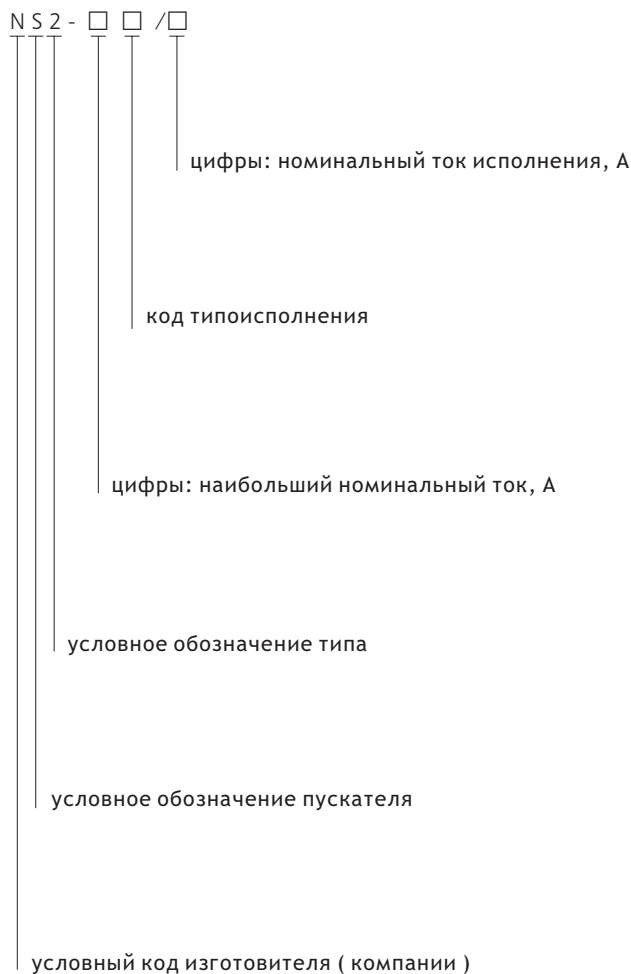 NS2-□ □ /□
цифры: номинальный ток исполнения, А
код типоисполнения
цифры: наибольший номинальный ток, А
условное обозначение типа
условное обозначение пускателя
условный код изготовителя ( компании )